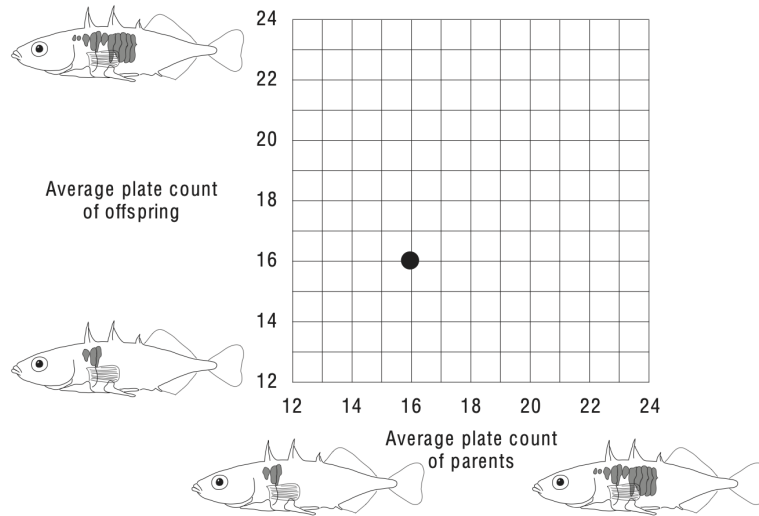 24
22
20
Average plate count
of offspring
18
16
14
12
12 14 16 18 20 22 24
Average plate count
of parents